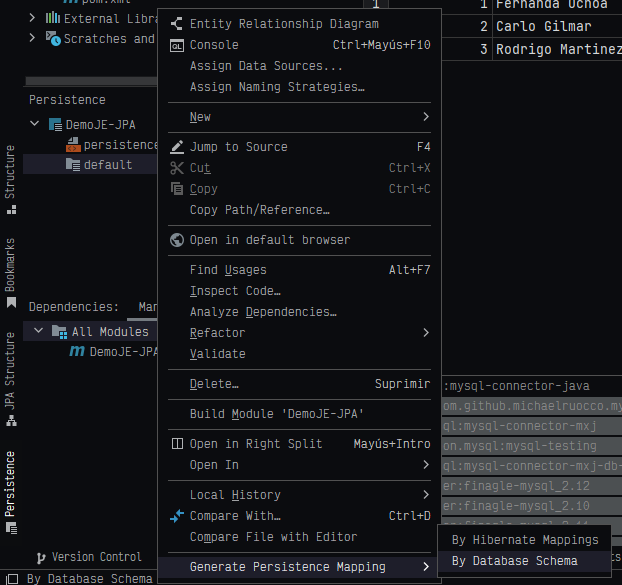 pom.xml
External Libra
Scratches and
Persistence
DemoJE-JPA
persistence
default
Dependencies: Man
All Modules
DemoJE-JPA
Structure
Bookmarks
JPA Structure
Persistence
Version Control
By Database Schema
Entity Relationship Diagram
QL Console Ctrl+Mayús+F10
Assign Data Sources...
Assign Naming Strategies…
New
Jump to Source F4
Cut Ctrl+X
Copy Ctrl+C
Copy Path/Reference…
Open in default browser
Find Usages Alt+F7
Inspect Code…
Analyze Dependencies…
Refactor
Validate
Delete… Suprimir
Build Module 'DemoJE-JPA'
Open in Right Split Mayús+Intro
Open In
Local History
Compare With… Ctrl+D
Compare File with Editor
Generate Persistence Mapping
By Hibernate Mappings
By Database Schema
1
1 Fernanda Ochoa
2 Carlo Gilmar
3 Rodrigo Martinez
:mysql-connector-java
om.github.michaelruocco.my
ql:mysql-connector-mxj
on.mysql:mysql-testing
ql:mysql-connector-mxj-db-
er:finagle-mysql_2.12
er:finagle-mysql_2.10